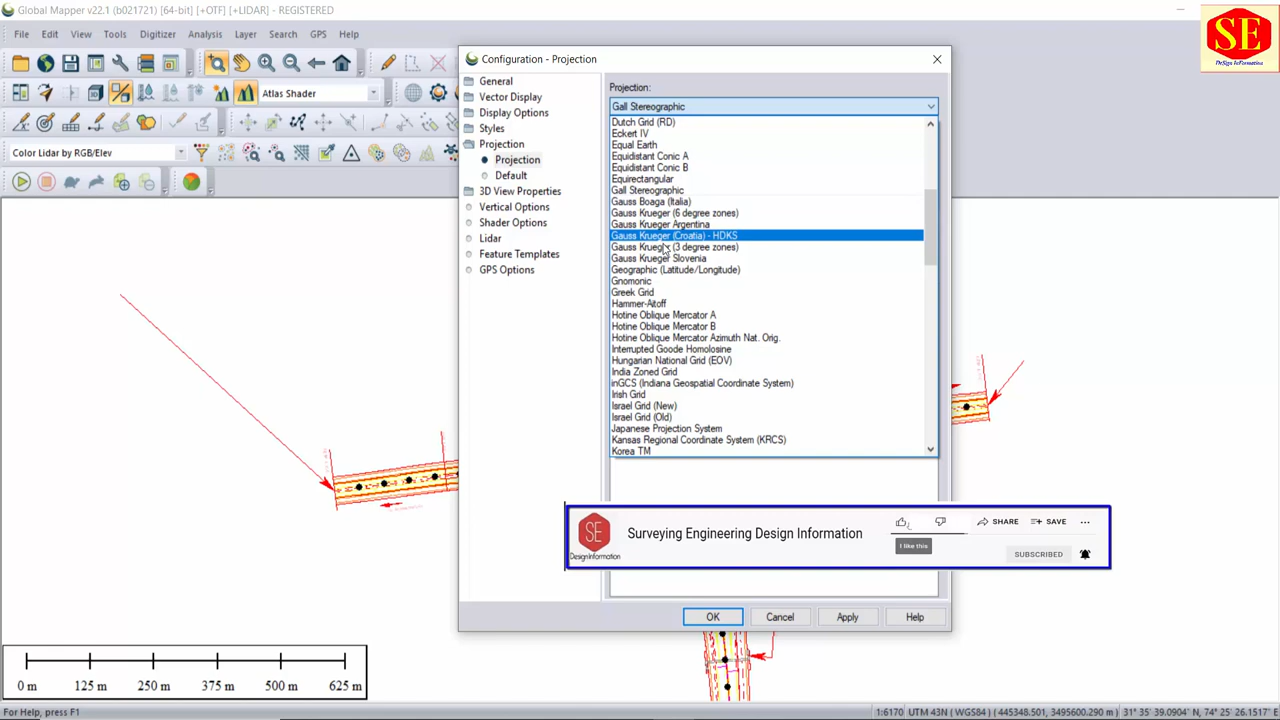 Global Mapper v22.1 (b021721) [64-bit] [+OTF] [+LIDAR] - REGISTERED
SE
DeSign InFormation
File Edit View Tools Digitizer Analysis Layer Search GPS Help
Atlas Shader
Color Lidar by RGB/Elev
Configuration - Projection
General
Vector Display
Display Options
Styles
Projection
Projection
Default
3D View Properties
Vertical Options
Shader Options
Lidar
Feature Templates
GPS Options
Projection:
Gall Stereographic
Dutch Grid (RD)
Eckert IV
Equal Earth
Equidistant Conic A
Equidistant Conic B
Equirectangular
Gall Stereographic
Gauss Boaga (Italia)
Gauss Krueger (6 degree zones)
Gauss Krueger Argentina
Gauss Krueger (Croatia) - HDKS
Gauss Krueger (3 degree zones)
Gauss Krueger Slovenia
Geographic (Latitude/Longitude)
Gnomonic
Greek Grid
Hammer-Aitoff
Hotine Oblique Mercator A
Hotine Oblique Mercator B
Hotine Oblique Mercator Azimuth Nat. Orig.
Interrupted Goode Homolosine
Hungarian National Grid (EOV)
India Zoned Grid
inGCS (Indiana Geospatial Coordinate System)
Irish Grid
Israel Grid (New)
Israel Grid (Old)
Japanese Projection System
Kansas Regional Coordinate System (KRCS)
Korea TM
SE
DesignInformation
Surveying Engineering Design Information
SHARE SAVE
I like this
SUBSCRIBED
OK Cancel Apply Help
0 m 125 m 250 m 375 m 500 m 625 m
For Help, press F1
1:6170 UTM 43N (WGS84) ( 445348.501, 3495600.290 m ) 31° 35' 39.0904" N, 74° 25' 26.1517" E